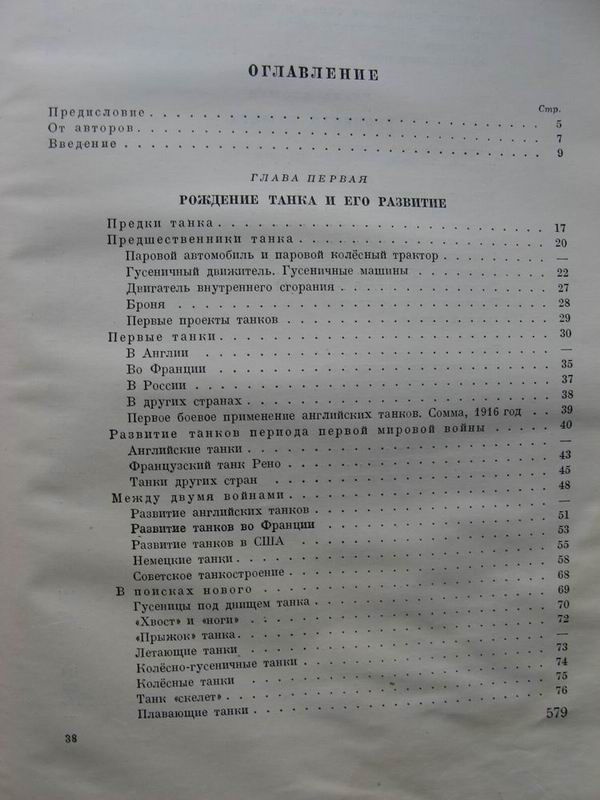 ОГЛАВЛЕНИЕ
Стр.
Предисловие . . . 5
От авторов . . . 7
Введение . . . 9
ГЛАВА ПЕРВАЯ
РОЖДЕНИЕ ТАНКА И ЕГО РАЗВИТИЕ
Предки танка . . . 17
Предшественники танка . . . 20
Паровой автомобиль и паровой колёсный трактор . . . —
Гусеничный движитель. Гусеничные машины . . . 22
Двигатель внутреннего сгорания . . . 27
Броня . . . 28
Первые проекты танков . . . 29
Первые танки . . . 30
В Англии . . . —
Во Франции . . . 35
В России . . . 37
В других странах . . . 38
Первое боевое применение английских танков. Сомма, 1916 год . . 39
Развитие танков периода первой мировой войны . . . 40
Английские танки . . . —
Французский танк Рено . . . 43
Танки других стран . . . 45
Между двумя войнами . . . 48
Развитие английских танков . . . —
Развитие танков во Франции . . . 51
Развитие танков в США . . . 53
Немецкие танки . . . 55
Советское танкостроение . . . 58
В поисках нового . . . 68
Гусеницы под днищем танка . . . 69
«Хвост» и «ноги» . . . 70
«Прыжок» танка . . . 72
Летающие танки . . . —
Колёсно-гусеничные танки . . . 73
Колёсные танки . . . 74
Танк «скелет» . . . 75
Плавающие танки . . . 76
38
579